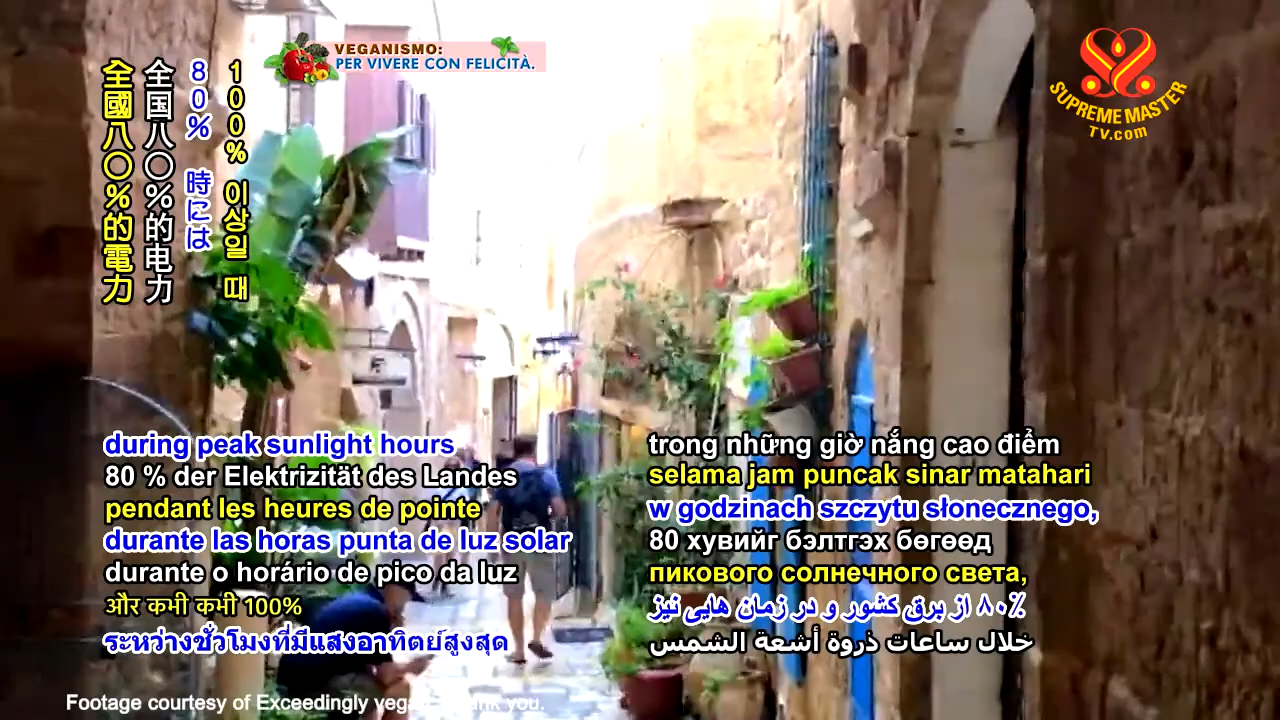 VEGANISMO:
PER VIVERE CON FELICITÀ.
SUPREME MASTER
TV.com
100% 이상일 때
80% 時には
全国八〇%的电力
全國八〇%的電力
during peak sunlight hours
80 % der Elektrizität des Landes
pendant les heures de pointe
durante las horas punta de luz solar
durante o horário de pico da luz
और कभी कभी 100%
ระหว่างชั่วโมงที่มีแสงอาทิตย์สูงสุด
trong những giờ nắng cao điểm
selama jam puncak sinar matahari
w godzinach szczytu słonecznego,
80 хувийг бэлтгэх бөгөөд
пикового солнечного света,
۸۰٪ از برق کشور و در زمان هایی نیز
خلال ساعات ذروة أشعة الشمس
Footage courtesy of Exceedingly you.